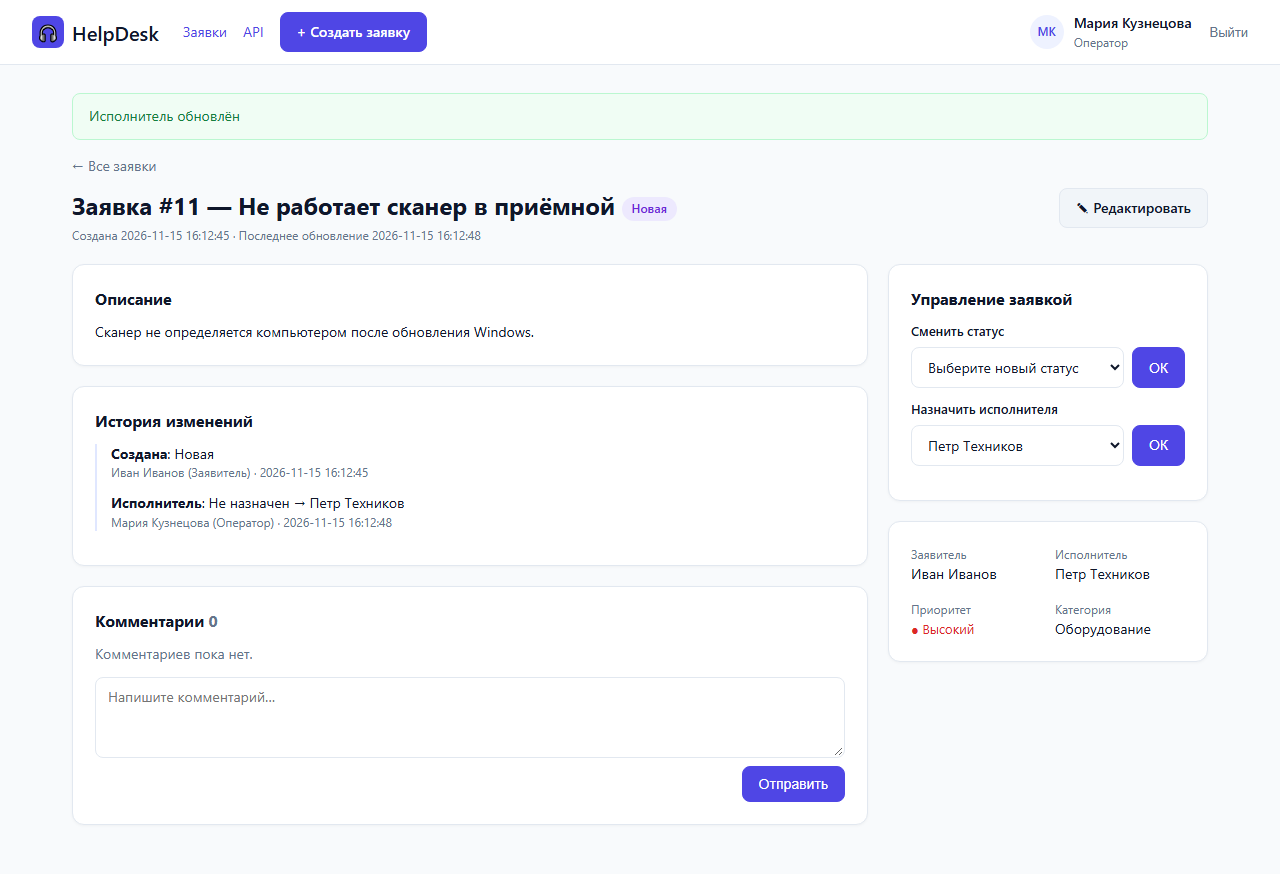 HelpDesk Заявки API + Создать заявку МК Мария Кузнецова Выйти
Оператор
Исполнитель обновлён
← Все заявки
Заявка #11 — Не работает сканер в приёмной Новая
Редактировать
Создана 2026-11-15 16:12:45 · Последнее обновление 2026-11-15 16:12:48
Описание
Сканер не определяется компьютером после обновления Windows.
История изменений
Создана: Новая
Иван Иванов (Заявитель) · 2026-11-15 16:12:45
Исполнитель: Не назначен → Петр Техников
Мария Кузнецова (Оператор) · 2026-11-15 16:12:48
Комментарии 0
Комментариев пока нет.
Напишите комментарий...
Отправить
Управление заявкой
Сменить статус
Выберите новый статус ОК
Назначить исполнителя
Петр Техников ОК
Заявитель Исполнитель
Иван Иванов Петр Техников
Приоритет Категория
● Высокий Оборудование